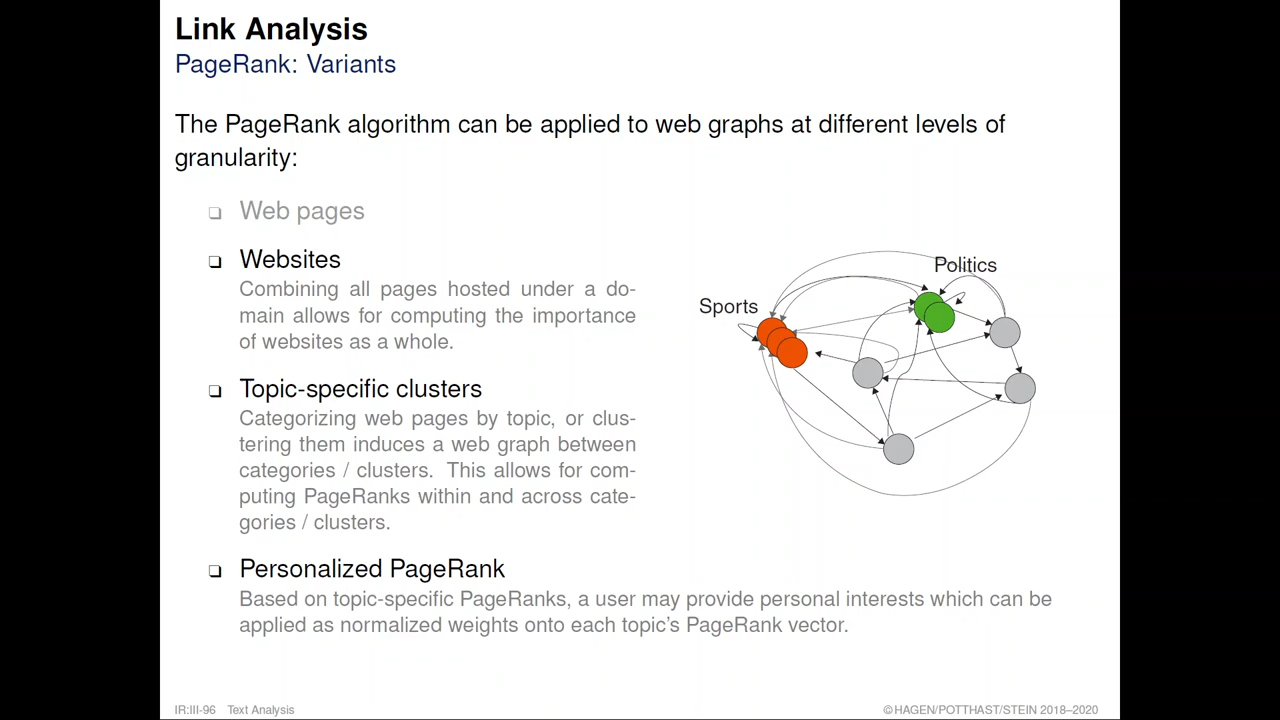 Link Analysis
PageRank: Variants
The PageRank algorithm can be applied to web graphs at different levels of
granularity:
❏ Web pages
❏ Websites
Combining all pages hosted under a do-
main allows for computing the importance
of websites as a whole.
❏ Topic-specific clusters
Categorizing web pages by topic, or clus-
tering them induces a web graph between
categories / clusters. This allows for com-
puting PageRanks within and across cate-
gories / clusters.
Politics
Sports
❏ Personalized PageRank
Based on topic-specific PageRanks, a user may provide personal interests which can be
applied as normalized weights onto each topic's PageRank vector.
IR:III-96 Text Analysis
©HAGEN/POTTHAST/STEIN 2018–2020